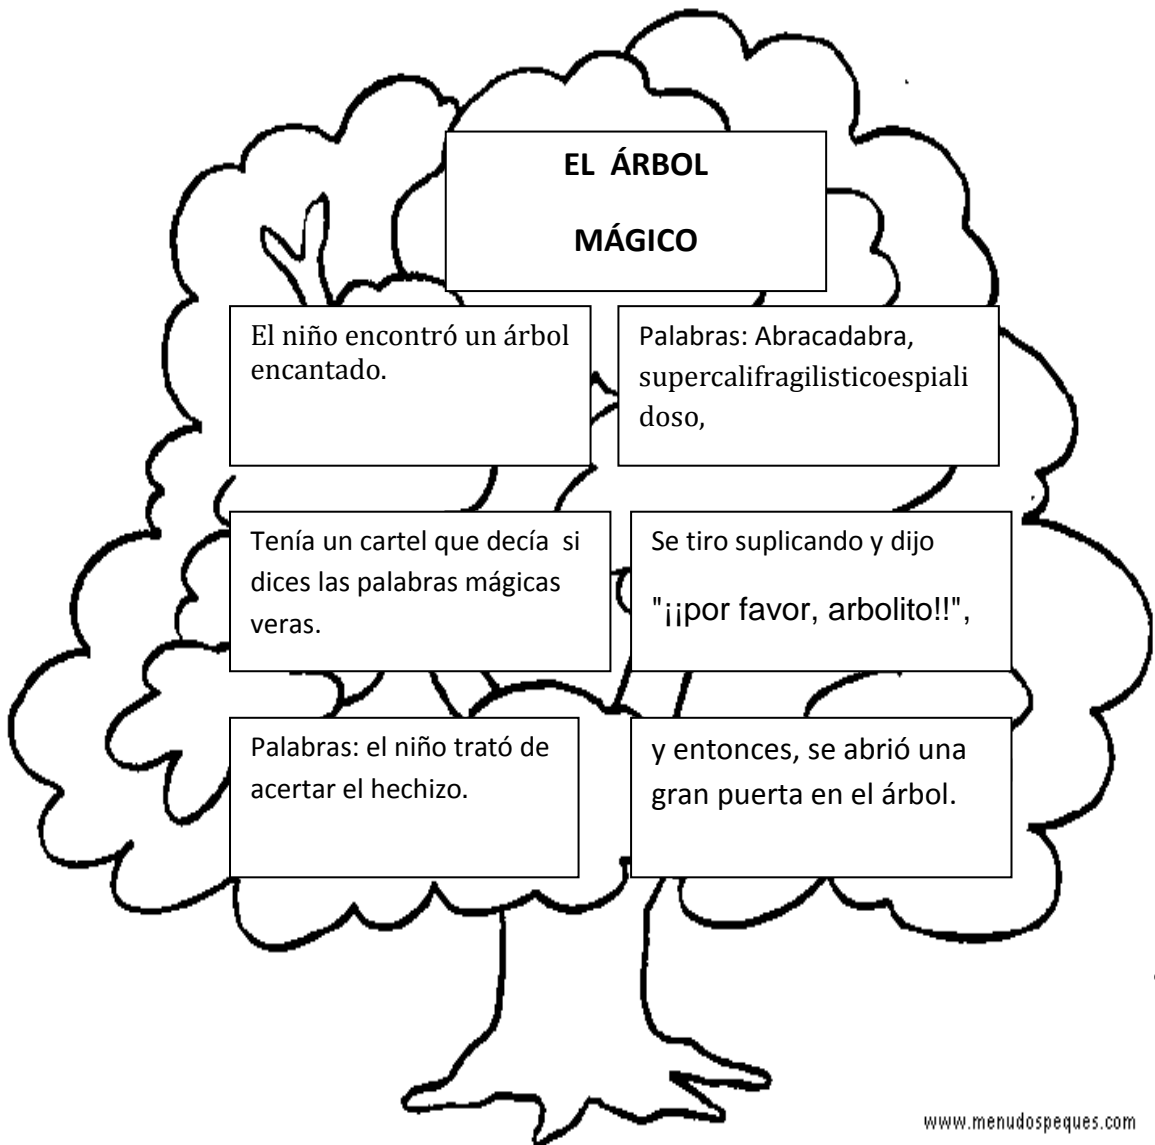 EL ÁRBOL
MÁGICO
El niño encontró un árbol
encantado.
Tenía un cartel que decía si
dices las palabras mágicas
veras.
Palabras: el niño trató de
acertar el hechizo.
Palabras: Abracadabra,
supercalifragilisticoespiali
doso,
Se tiro suplicando y dijo
"¡¡por favor, arbolito!!",
y entonces, se abrió una
gran puerta en el árbol.
www.menudospeques.com